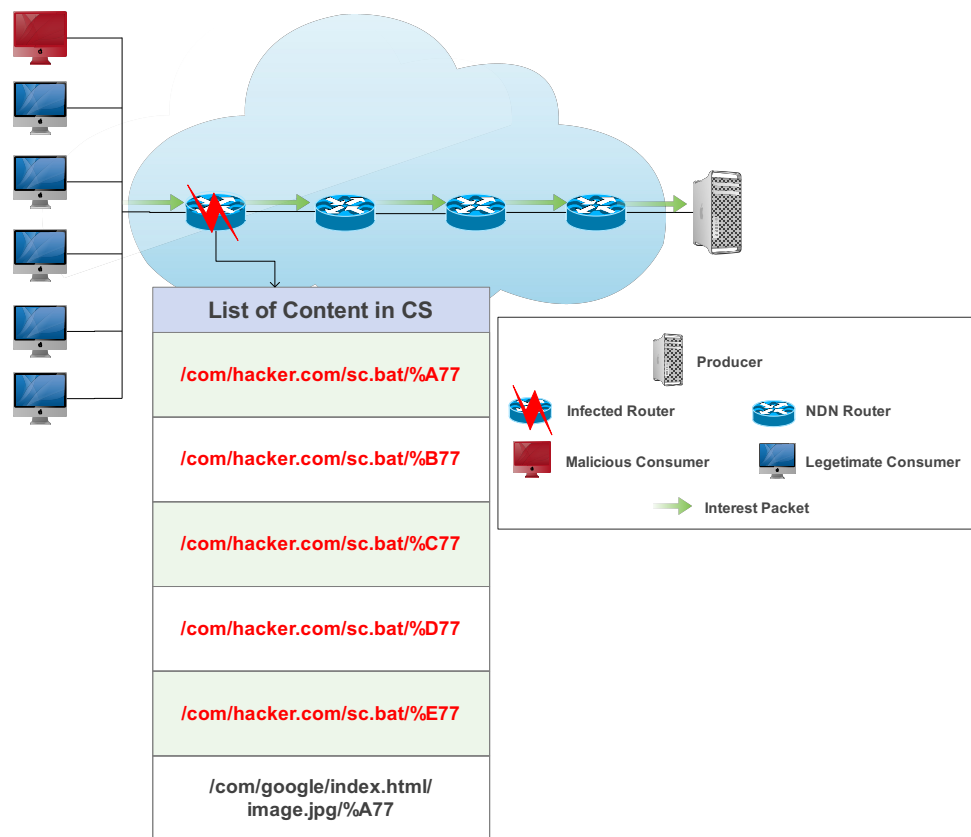 List of Content in CS
/com/hacker.com/sc.bat/%A77
/com/hacker.com/sc.bat/%B77
/com/hacker.com/sc.bat/%C77
/com/hacker.com/sc.bat/%D77
/com/hacker.com/sc.bat/%E77
/com/google/index.html/
image.jpg/%A77
Producer
Infected Router
NDN Router
Malicious Consumer
Legetimate Consumer
Interest Packet